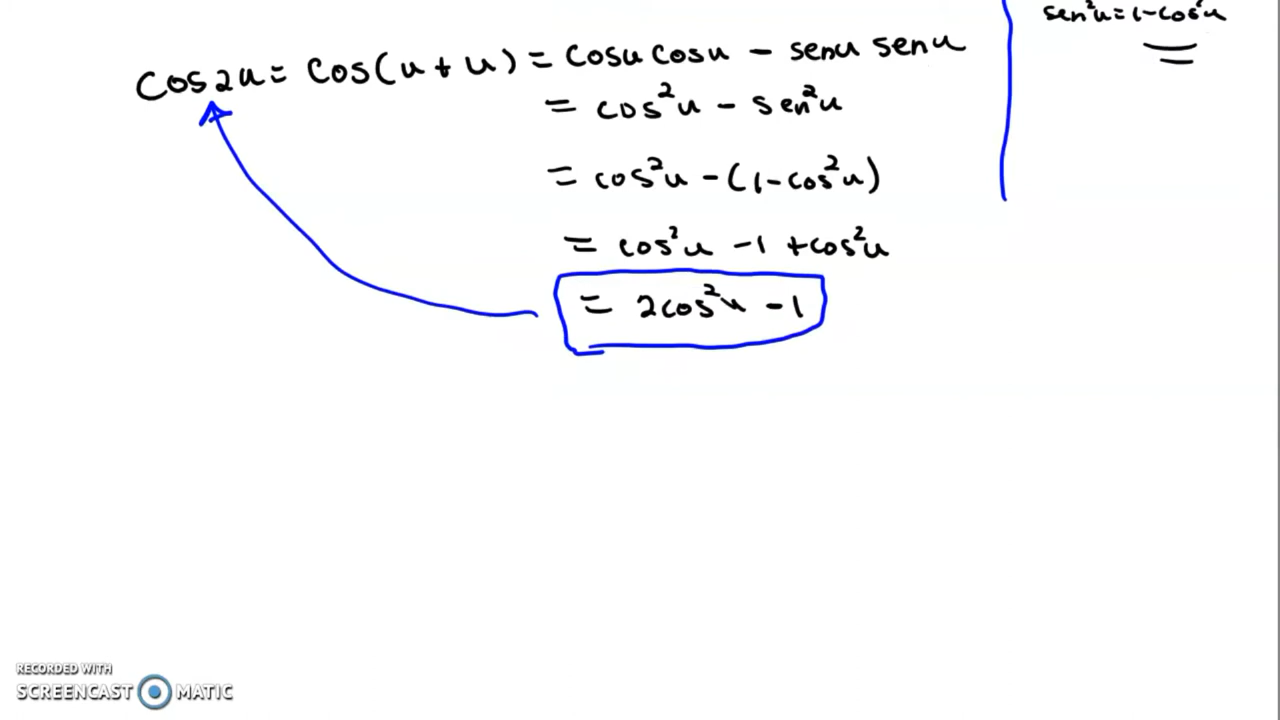 sen²u=1-cos²u
Cos2u= Cos(u+u) = cosu cosu - senu senu
= cos²u - sen²u
= cos²u -(1-cos²u)
= cos²u -1 +cos²u
= 2cos²u -1
RECORDED WITH
SCREENCAST MATIC